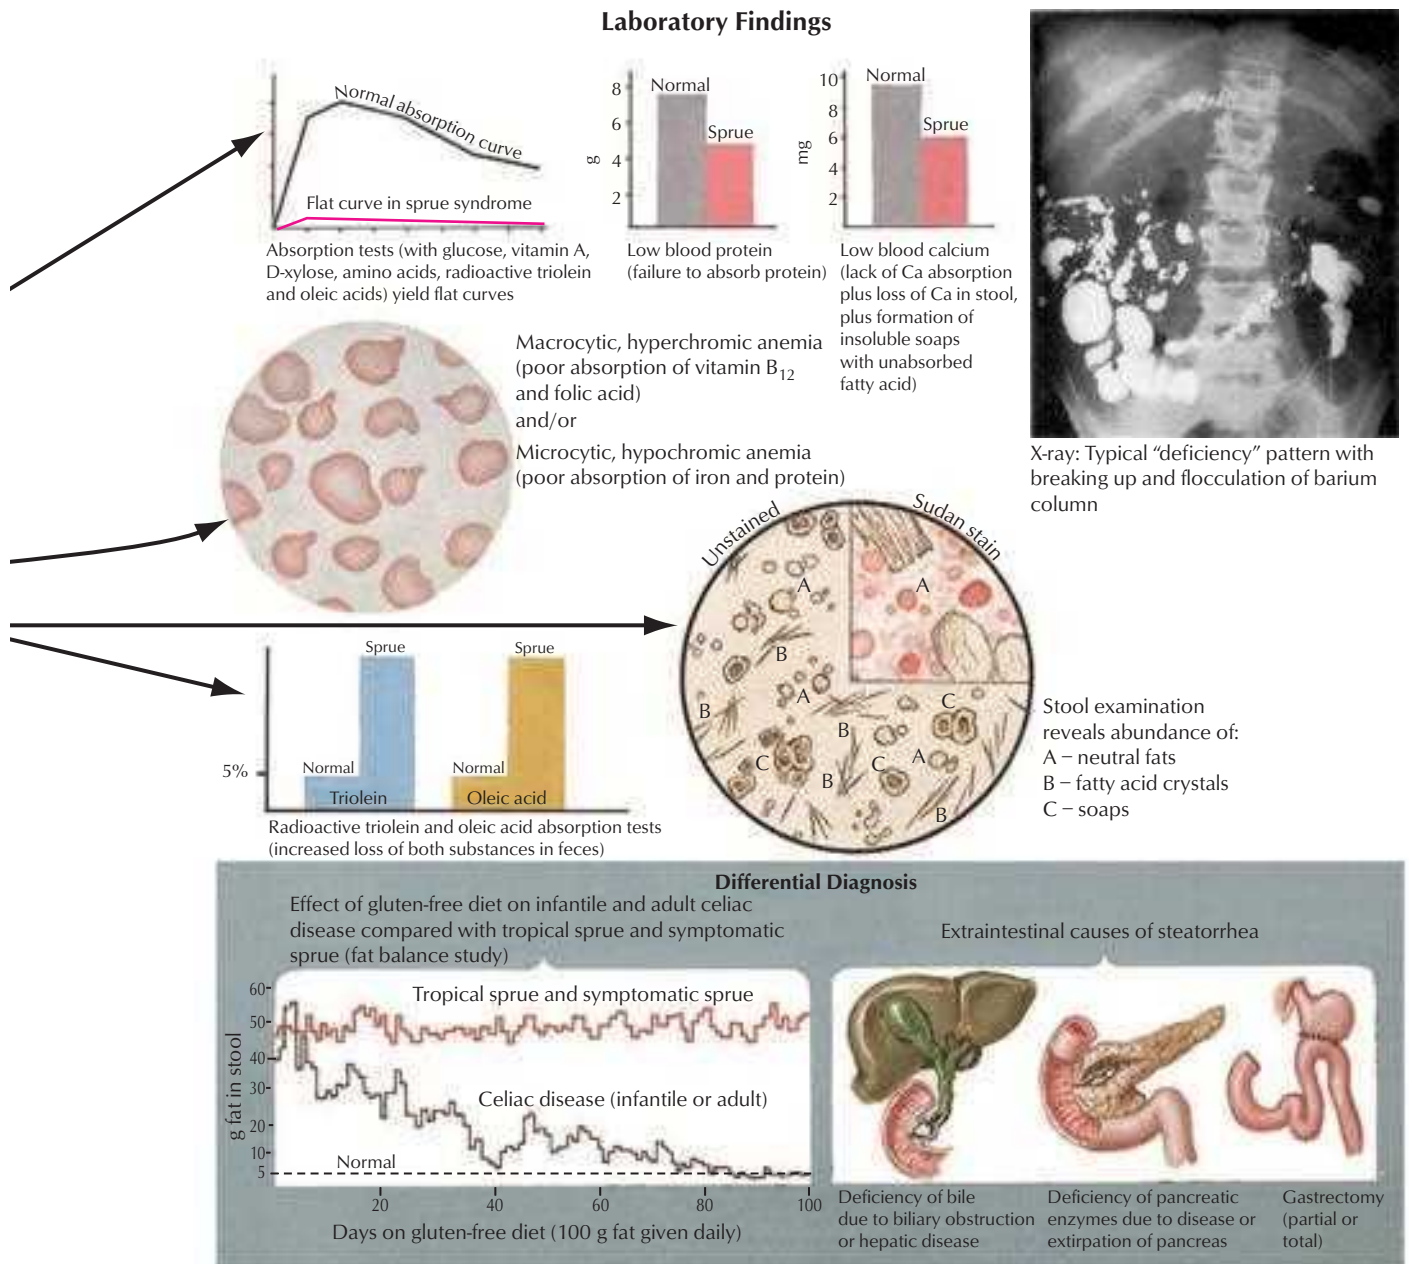 Laboratory Findings
Normal absorption curve
Flat curve in sprue syndrome
Absorption tests (with glucose, vitamin A,
D-xylose, amino acids, radioactive triolein
and oleic acids) yield flat curves
8
6
4
2
g
Normal
Sprue
Low blood protein
(failure to absorb protein)
10
8
6
4
2
mg
Normal
Sprue
Low blood calcium
(lack of Ca absorption
plus loss of Ca in stool,
plus formation of
insoluble soaps
with unabsorbed
fatty acid)
X-ray: Typical “deficiency” pattern with
breaking up and flocculation of barium
column
Macrocytic, hyperchromic anemia
(poor absorption of vitamin B12
and folic acid)
and/or
Microcytic, hypochromic anemia
(poor absorption of iron and protein)
Unstained
Sudan stain
A
A
B
A
B
C
B
C
A
C
B
B
Stool examination
reveals abundance of:
A – neutral fats
B – fatty acid crystals
C – soaps
5%
Normal
Sprue
Triolein
Normal
Sprue
Oleic acid
Radioactive triolein and oleic acid absorption tests
(increased loss of both substances in feces)
Differential Diagnosis
Effect of gluten-free diet on infantile and adult celiac
disease compared with tropical sprue and symptomatic
sprue (fat balance study)
60
50
40
30
20
10
5
g fat in stool
Tropical sprue and symptomatic sprue
Celiac disease (infantile or adult)
Normal
20 40 60 80 100
Days on gluten-free diet (100 g fat given daily)
Extraintestinal causes of steatorrhea
Deficiency of bile
due to biliary obstruction
or hepatic disease
Deficiency of pancreatic
enzymes due to disease or
extirpation of pancreas
Gastrectomy
(partial or
total)